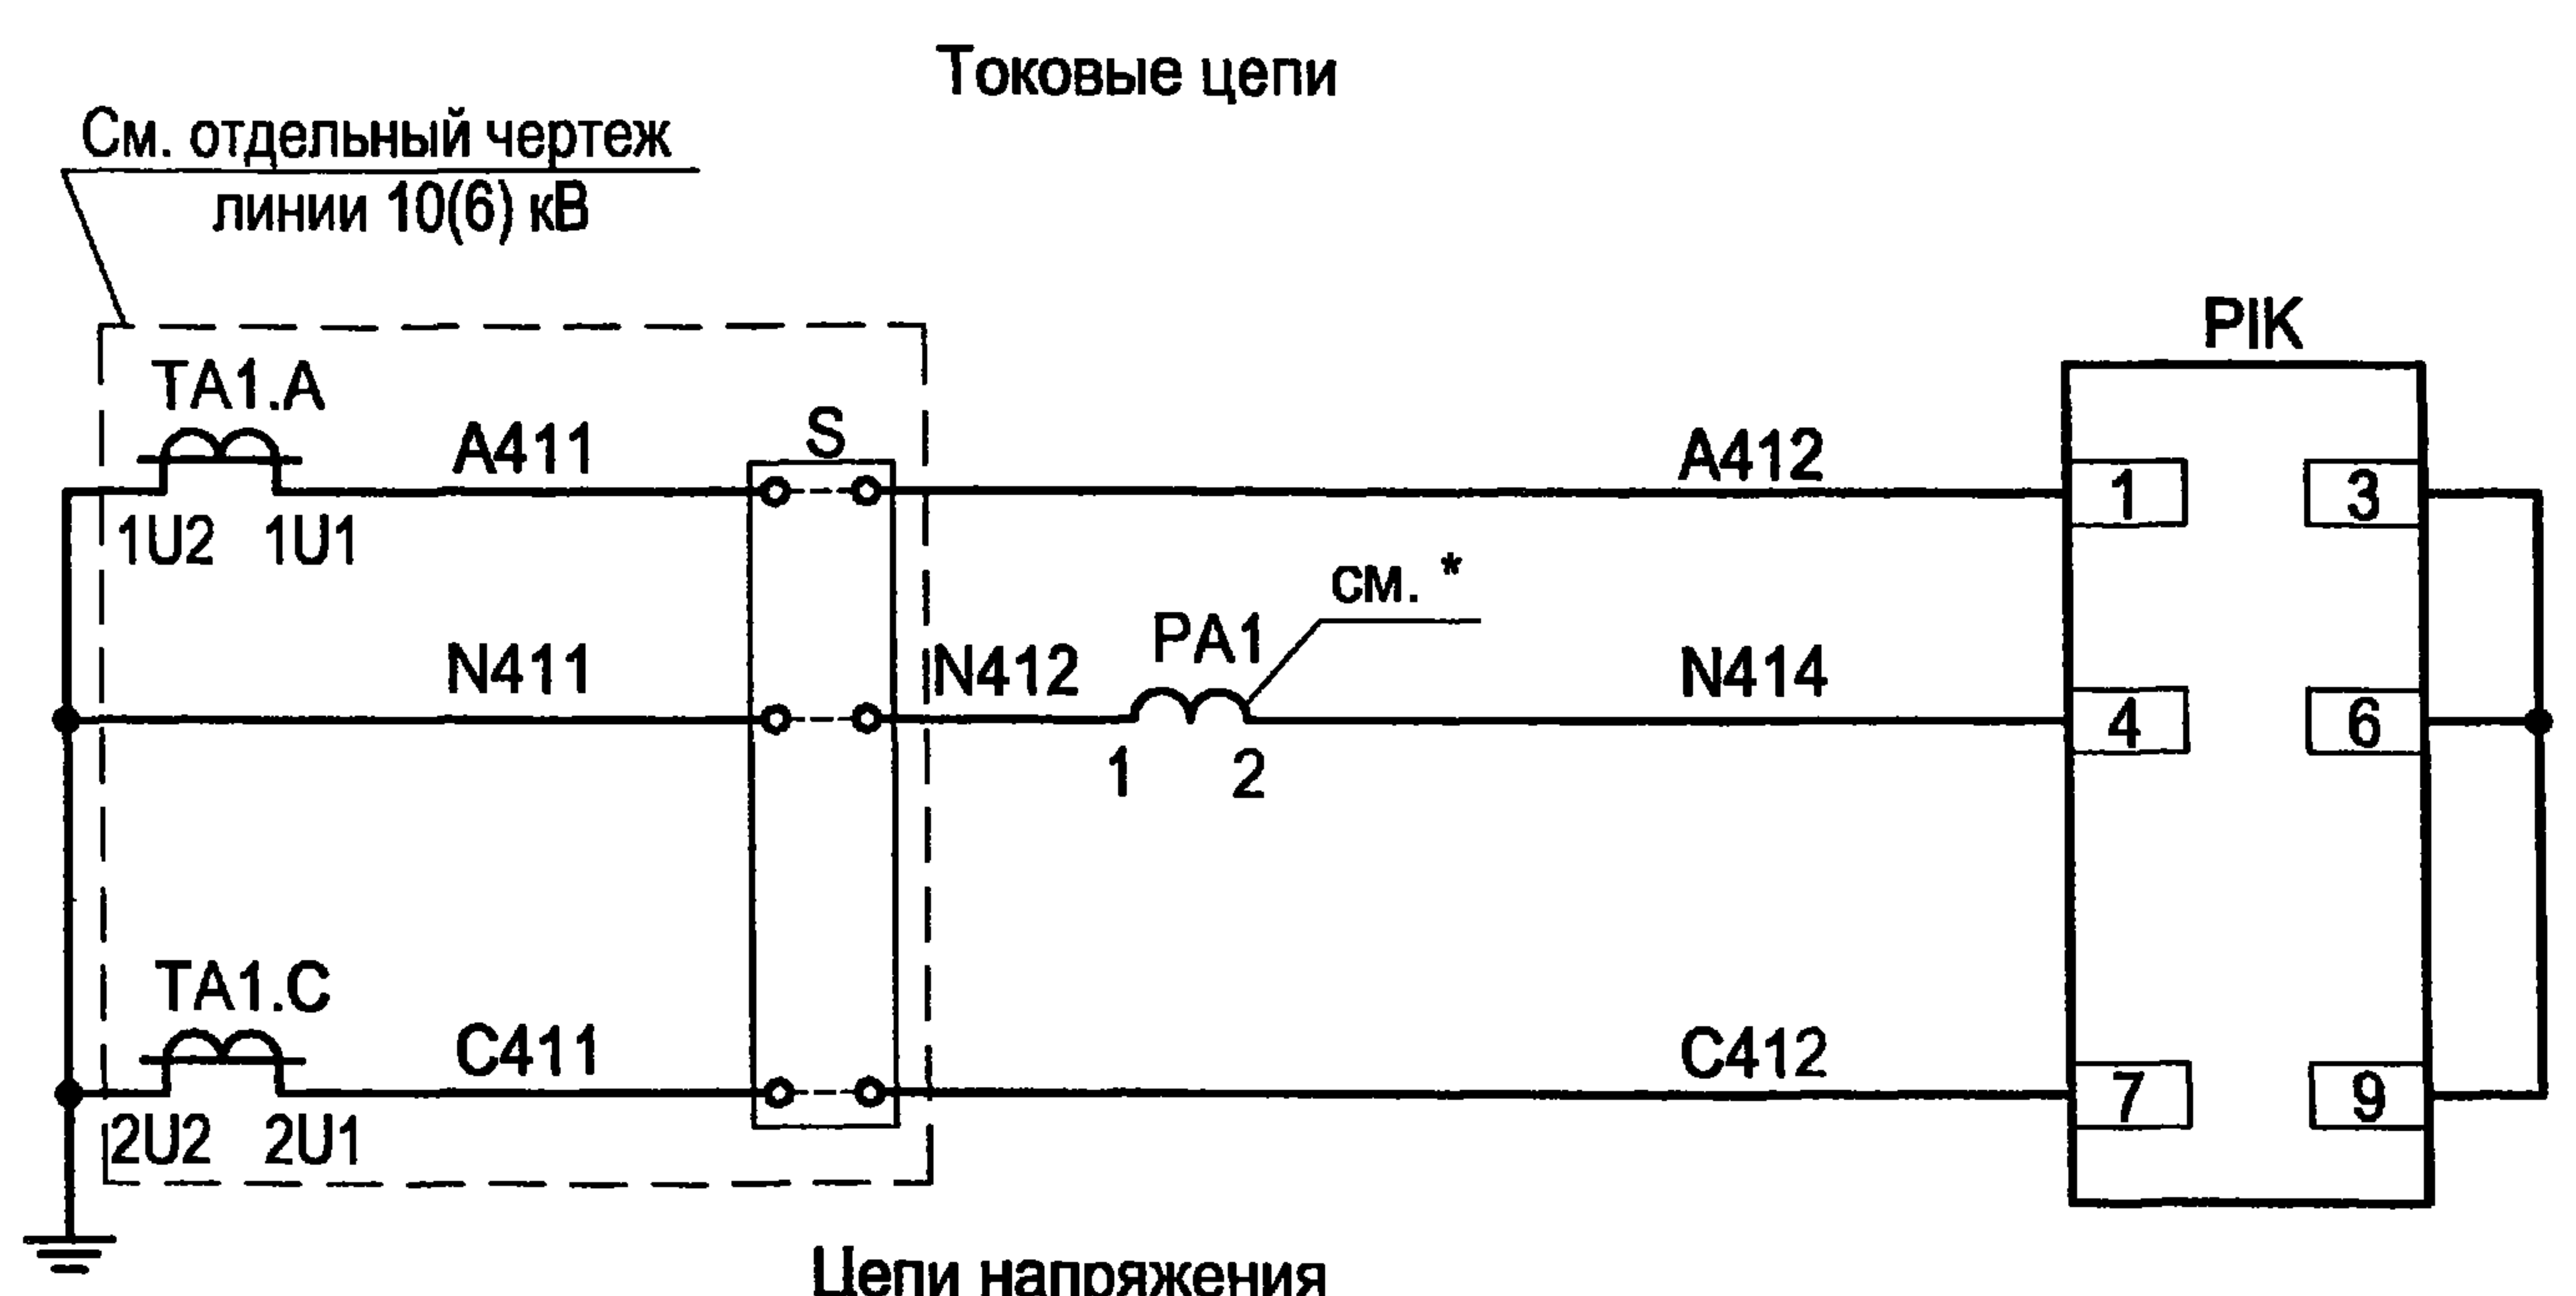 Токовые цепи
См. отдельный чертеж
линии 10(6) кВ
PIK
TA1.A
A411
S
A412
1
3
1U2
1U1
см. *
PA1
N411
N412
N414
4
6
1
2
TA1.C
C411
C412
7
9
2U2
2U1
Цепи напряжения